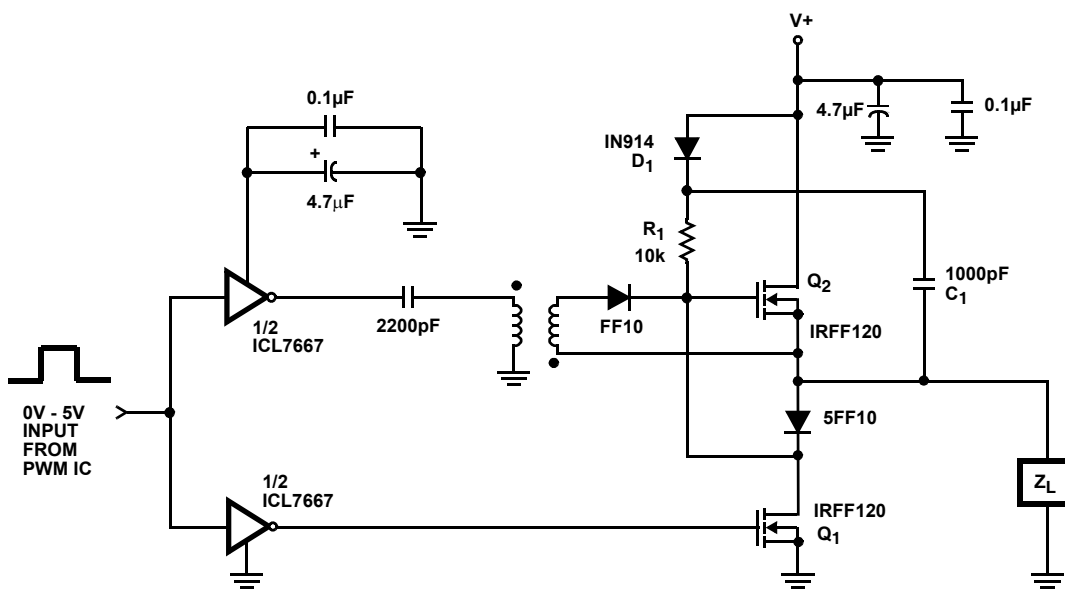 V+
0.1µF
4.7µF
0.1µF
IN914
D1
+
4.7µF
R1
10k
Q2
1000pF
C1
2200pF
FF10
IRFF120
1/2
ICL7667
0V - 5V
INPUT
FROM
PWM IC
5FF10
1/2
ICL7667
ZL
IRFF120
Q1